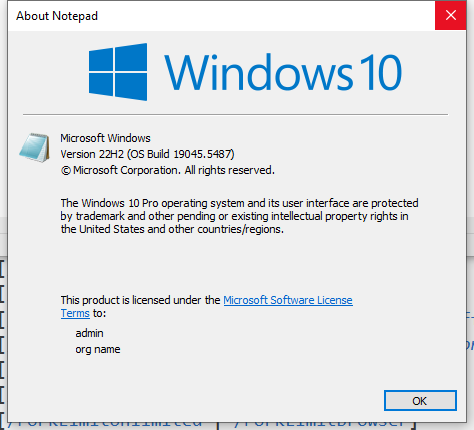 About Notepad
Windows 10
Microsoft Windows
Version 22H2 (OS Build 19045.5487)
© Microsoft Corporation. All rights reserved.
The Windows 10 Pro operating system and its user interface are protected
by trademark and other pending or existing intellectual property rights in
the United States and other countries/regions.
This product is licensed under the Microsoft Software License
Terms to:
admin
org name
OK